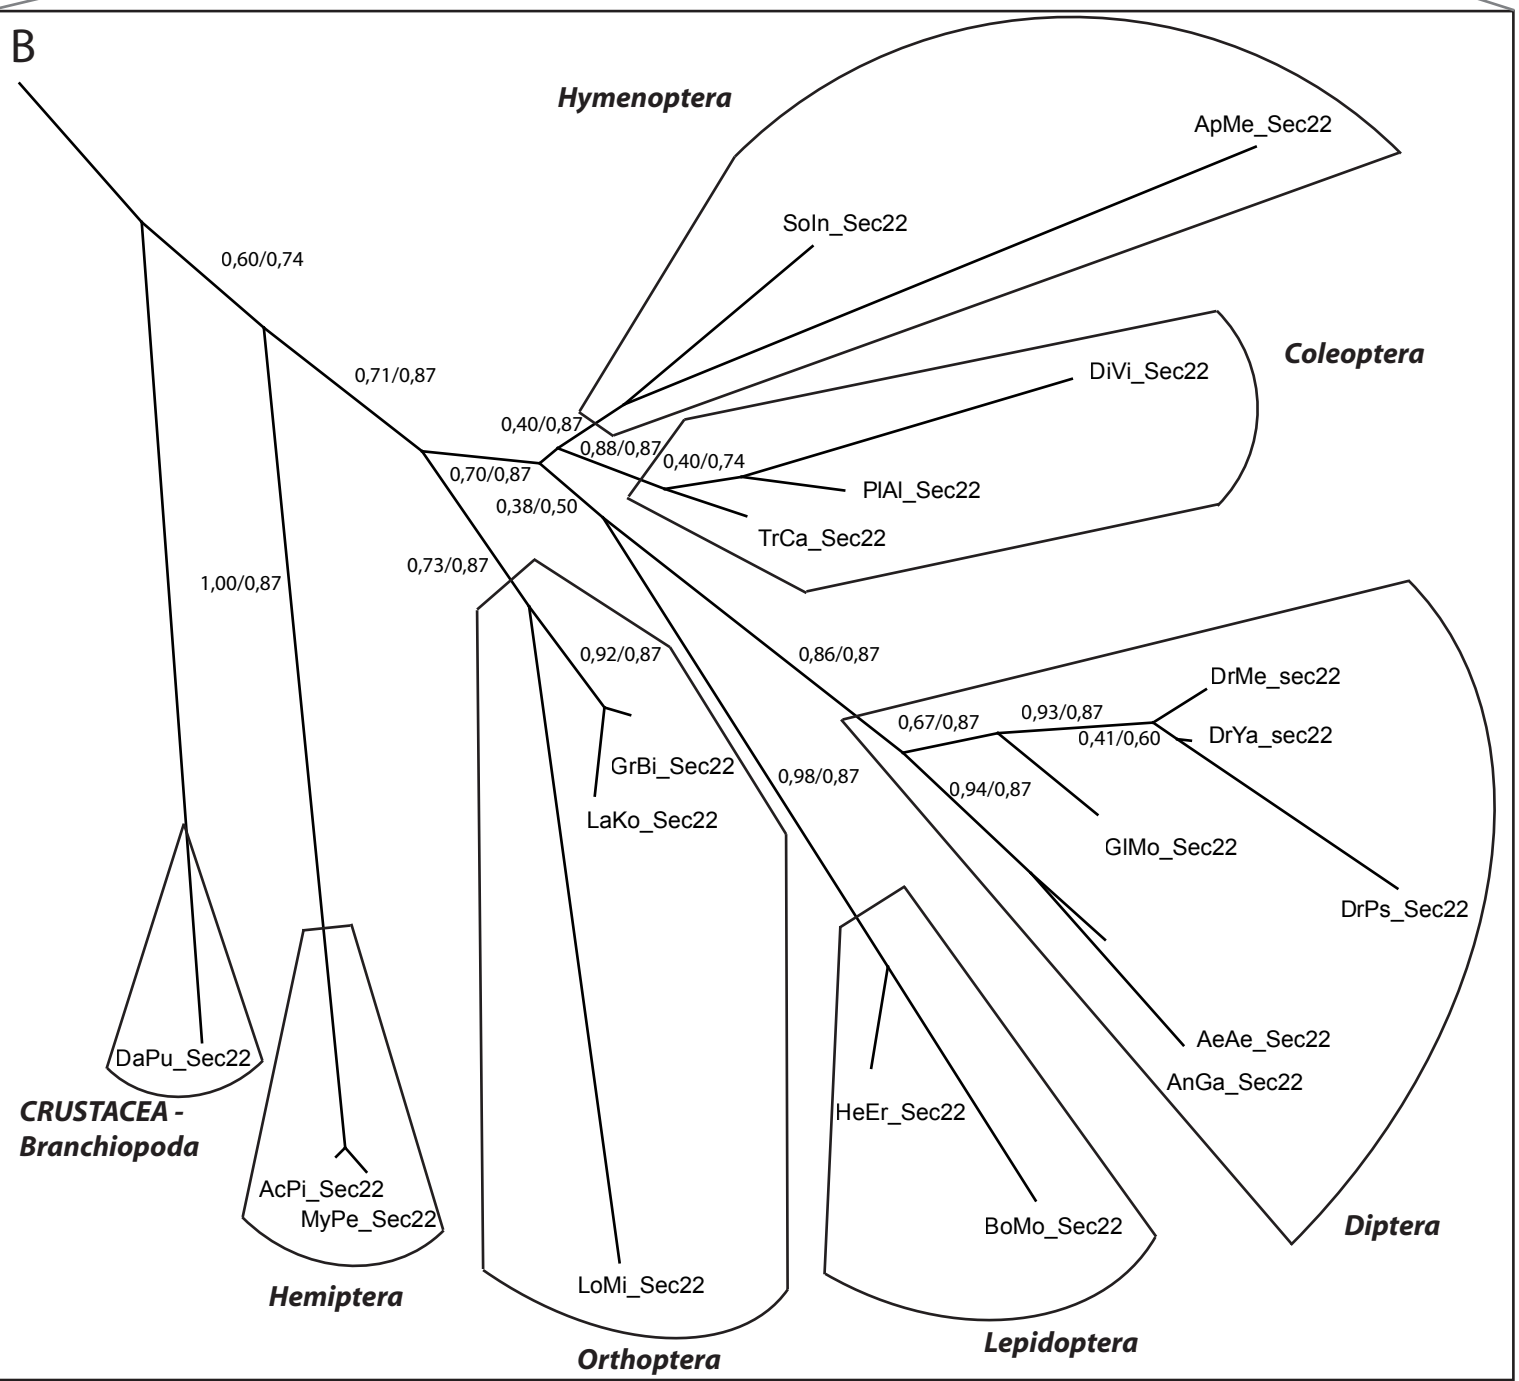 B
Hymenoptera
ApMe_Sec22
SoIn_Sec22
0,60/0,74
Coleoptera
DiVi_Sec22
0,71/0,87
0,40/0,87
0,88/0,87
0,40/0,74
0,70/0,87
PlAl_Sec22
0,38/0,50
TrCa_Sec22
0,73/0,87
1,00/0,87
0,92/0,87
0,86/0,87
DrMe_sec22
0,93/0,87
0,67/0,87
DrYa_sec22
0,41/0,60
GrBi_Sec22
0,98/0,87
0,94/0,87
LaKo_Sec22
GlMo_Sec22
DrPs_Sec22
AeAe_Sec22
DaPu_Sec22
AnGa_Sec22
CRUSTACEA -
Branchiopoda
HeEr_Sec22
AcPi_Sec22
MyPe_Sec22
BoMo_Sec22
Diptera
LoMi_Sec22
Hemiptera
Lepidoptera
Orthoptera